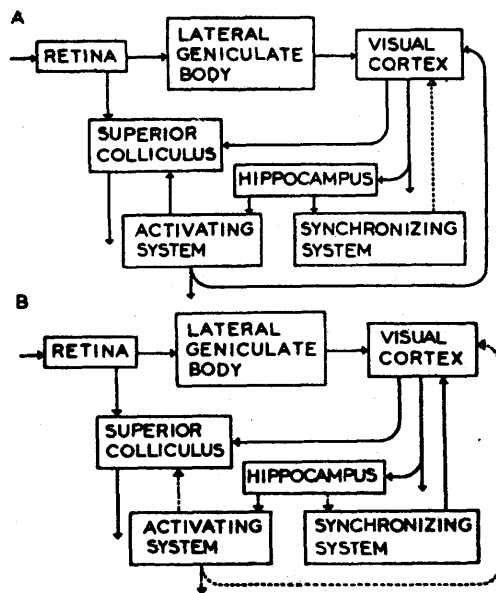 A
RETINA
LATERAL
GENICULATE
BODY
VISUAL
CORTEX
SUPERIOR
COLLICULUS
HIPPOCAMPUS
ACTIVATING
SYSTEM
SYNCHRONIZING
SYSTEM
B
RETINA
LATERAL
GENICULATE
BODY
VISUAL
CORTEX
SUPERIOR
COLLICULUS
HIPPOCAMPUS
ACTIVATING
SYSTEM
SYNCHRONIZING
SYSTEM